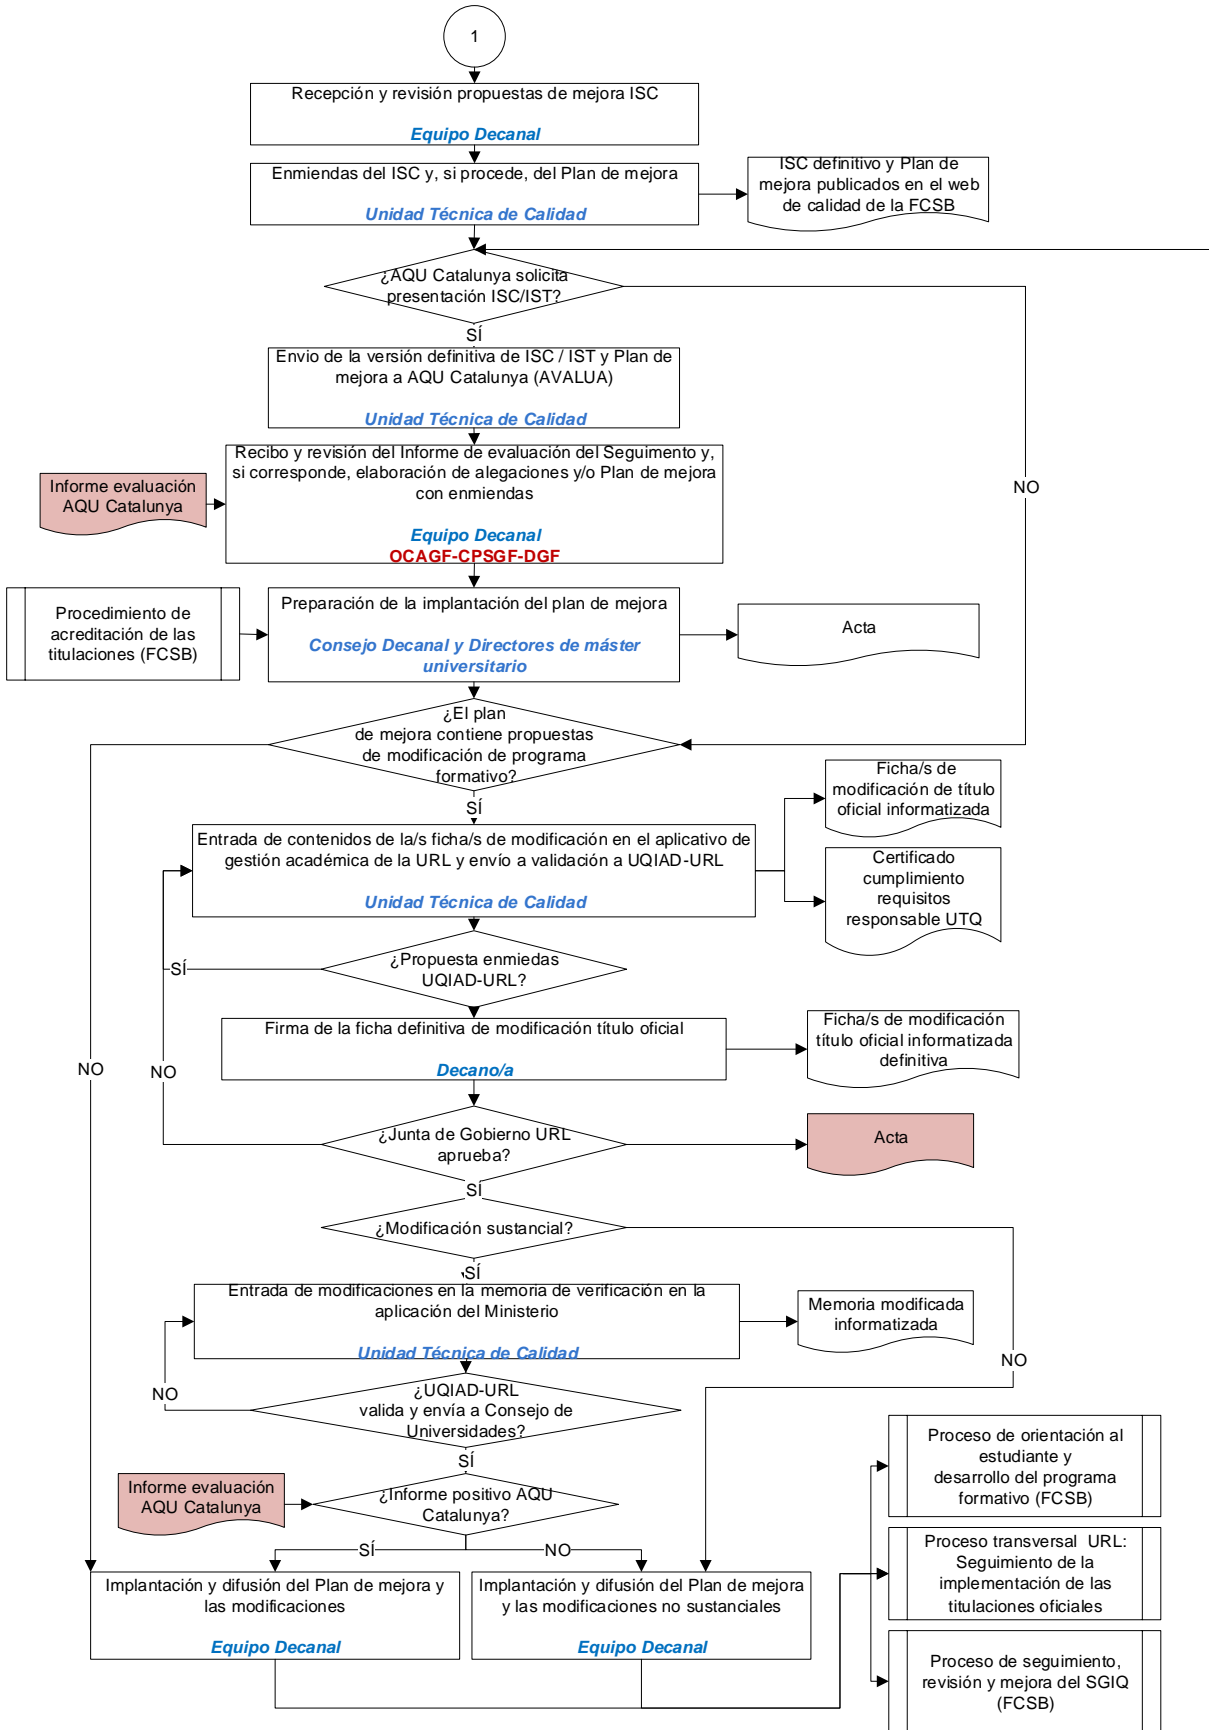 1
Recepción y revisión propuestas de mejora ISC
Equipo Decanal
Enmiendas del ISC y, si procede, del Plan de mejora
Unidad Técnica de Calidad
ISC definitivo y Plan de
mejora publicados en el web
de calidad de la FCSB
¿AQU Catalunya solicita
presentación ISC/IST?
SÍ
Envio de la versión definitiva de ISC / IST y Plan de
mejora a AQU Catalunya (AVALUA)
Unidad Técnica de Calidad
Recibo y revisión del Informe de evaluación del Seguimento y,
si corresponde, elaboración de alegaciones y/o Plan de mejora
con enmiendas
Equipo Decanal
OCAGF-CPSGF-DGF
Informe evaluación
AQU Catalunya
NO
Procedimiento de
acreditación de las
titulaciones (FCSB)
Preparación de la implantación del plan de mejora
Consejo Decanal y Directores de máster
universitario
Acta
¿El plan
de mejora contiene propuestas
de modificación de programa
formativo?
SÍ
Ficha/s de
modificación de título
oficial informatizada
Entrada de contenidos de la/s ficha/s de modificación en el aplicativo de
gestión académica de la URL y envío a validación a UQIAD-URL
Unidad Técnica de Calidad
Certificado
cumplimiento
requisitos
responsable UTQ
¿Propuesta enmiedas
UQIAD-URL?
SÍ
Firma de la ficha definitiva de modificación título oficial
Decano/a
Ficha/s de modificación
título oficial informatizada
definitiva
NO
NO
¿Junta de Gobierno URL
aprueba?
Acta
SÍ
¿Modificación sustancial?
SÍ
Entrada de modificaciones en la memoria de verificación en la
aplicación del Ministerio
Unidad Técnica de Calidad
Memoria modificada
informatizada
NO
NO
¿UQIAD-URL
valida y envía a Consejo de
Universidades?
SÍ
Informe evaluación
AQU Catalunya
¿Informe positivo AQU
Catalunya?
SÍ
NO
Implantación y difusión del Plan de mejora y
las modificaciones
Equipo Decanal
Implantación y difusión del Plan de mejora
y las modificaciones no sustanciales
Equipo Decanal
Proceso de orientación al
estudiante y
desarrollo del programa
formativo (FCSB)
Proceso transversal URL:
Seguimiento de la
implementación de las
titulaciones oficiales
Proceso de seguimiento,
revisión y mejora del SGIQ
(FCSB)